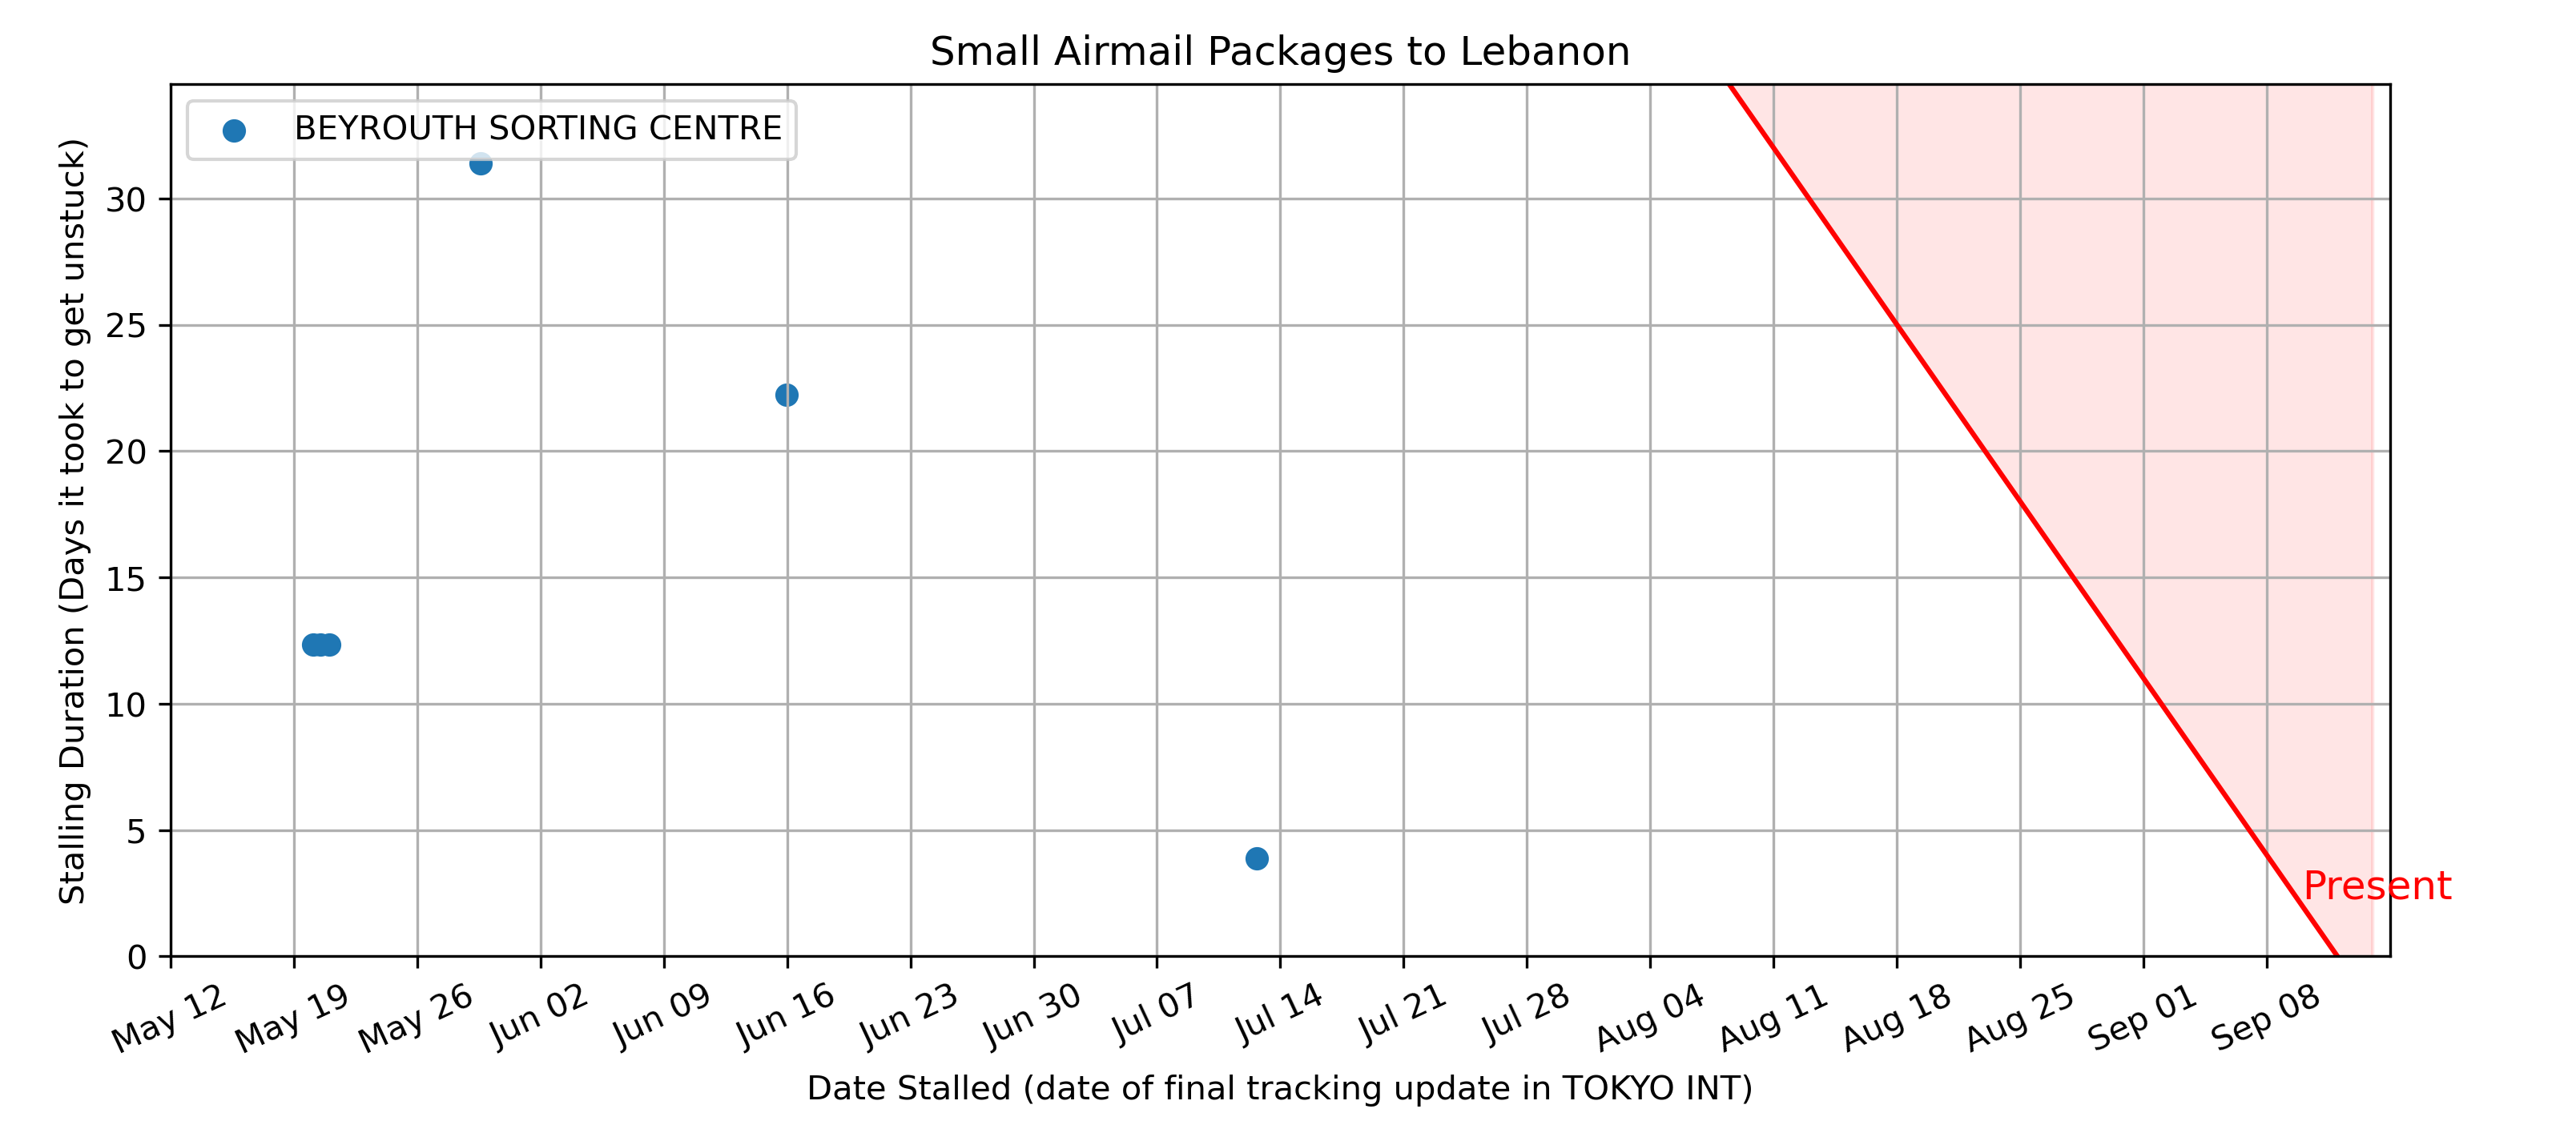 Small Airmail Packages to Lebanon
BEYROUTH SORTING CENTRE
Stalling Duration (Days it took to get unstuck)
30
25
20
15
10
5
0
Present
May 12
May 19
May 26
Jun 02
Jun 09
Jun 16
Jun 23
Jun 30
Jul 07
Jul 14
Jul 21
Jul 28
Aug 04
Aug 11
Aug 18
Aug 25
Sep 01
Sep 08
Date Stalled (date of final tracking update in TOKYO INT)